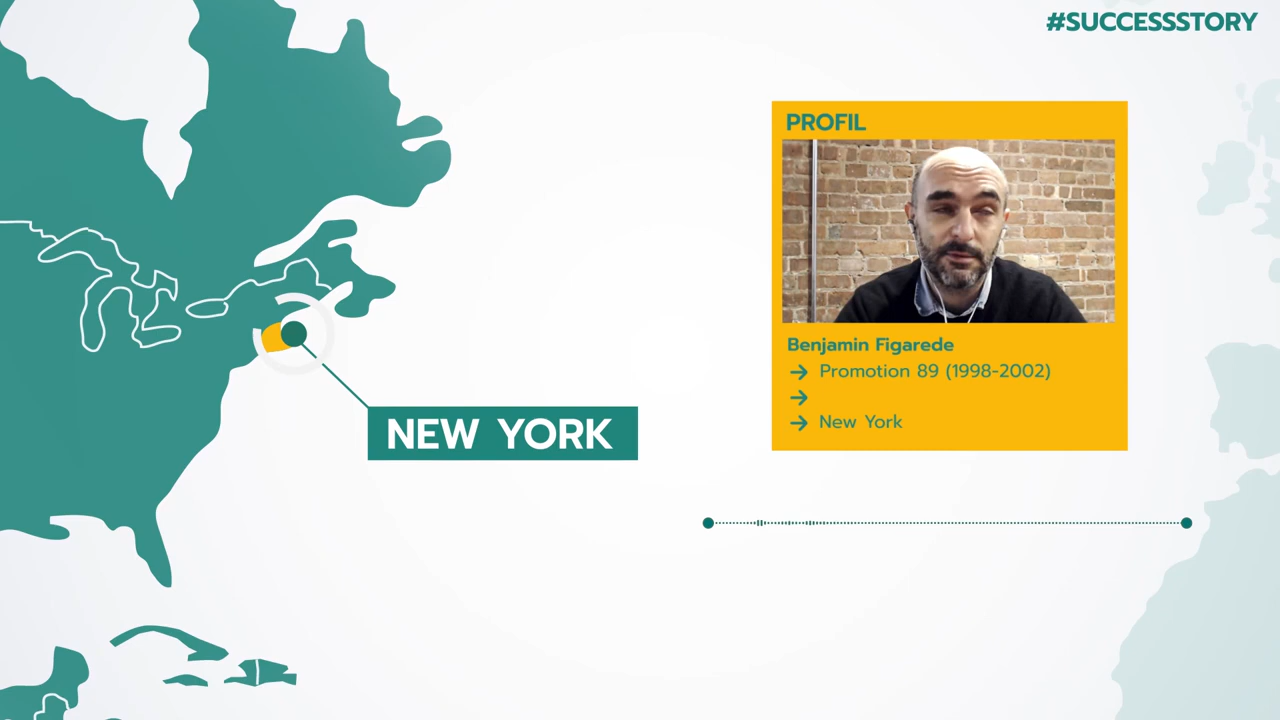 #SUCCESSSTORY
PROFIL
Benjamin Figarede
→ Promotion 89 (1998-2002)
→
→ New York
NEW YORK